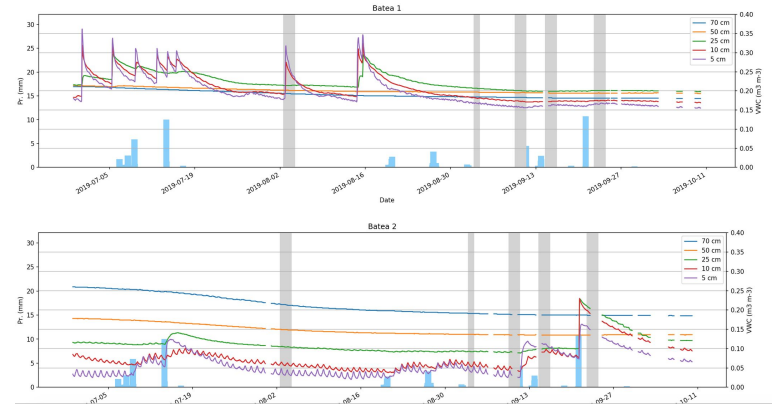 Batea 1
0.40
30
0.35
70 cm
50 cm
25 cm
10 cm
5 cm
25
0.30
20
0.25
Pr. (mm)
15
0.20
VWC (m3 m-3)
10
0.15
0.10
5
0.05
0
0.00
2019-07-05
2019-07-19
2019-08-02
2019-08-16
2019-08-30
2019-09-13
2019-09-27
2019-10-11
Date
Batea 2
0.40
30
0.35
70 cm
50 cm
25 cm
10 cm
5 cm
25
0.30
20
0.25
Pr. (mm)
15
0.20
VWC (m3 m-3)
10
0.15
0.10
5
0.05
0
0.00
07-05
07-19
08-02
08-16
08-30
09-13
09-27
10-11